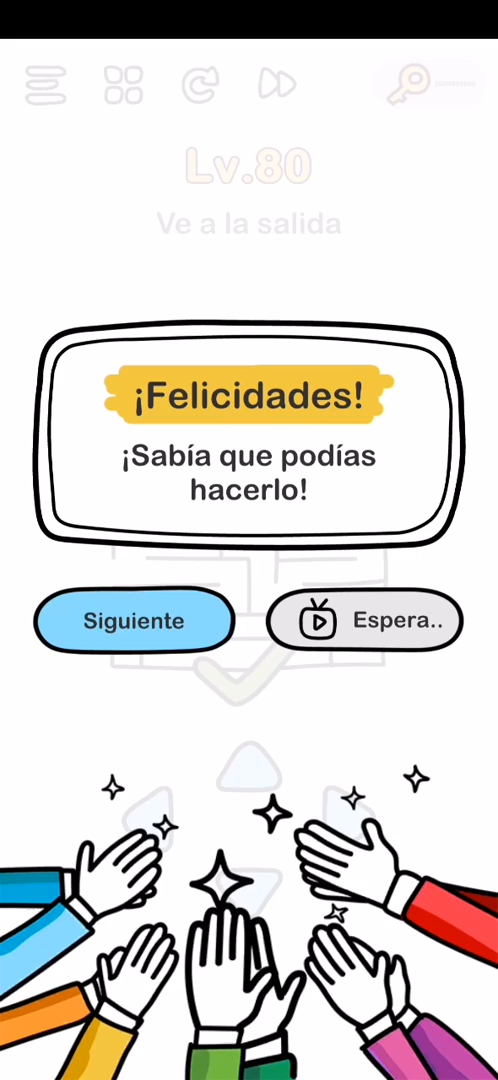 Lv.80
Ve a la salida
¡Felicidades!
¡Sabía que podías
hacerlo!
Siguiente
Espera..